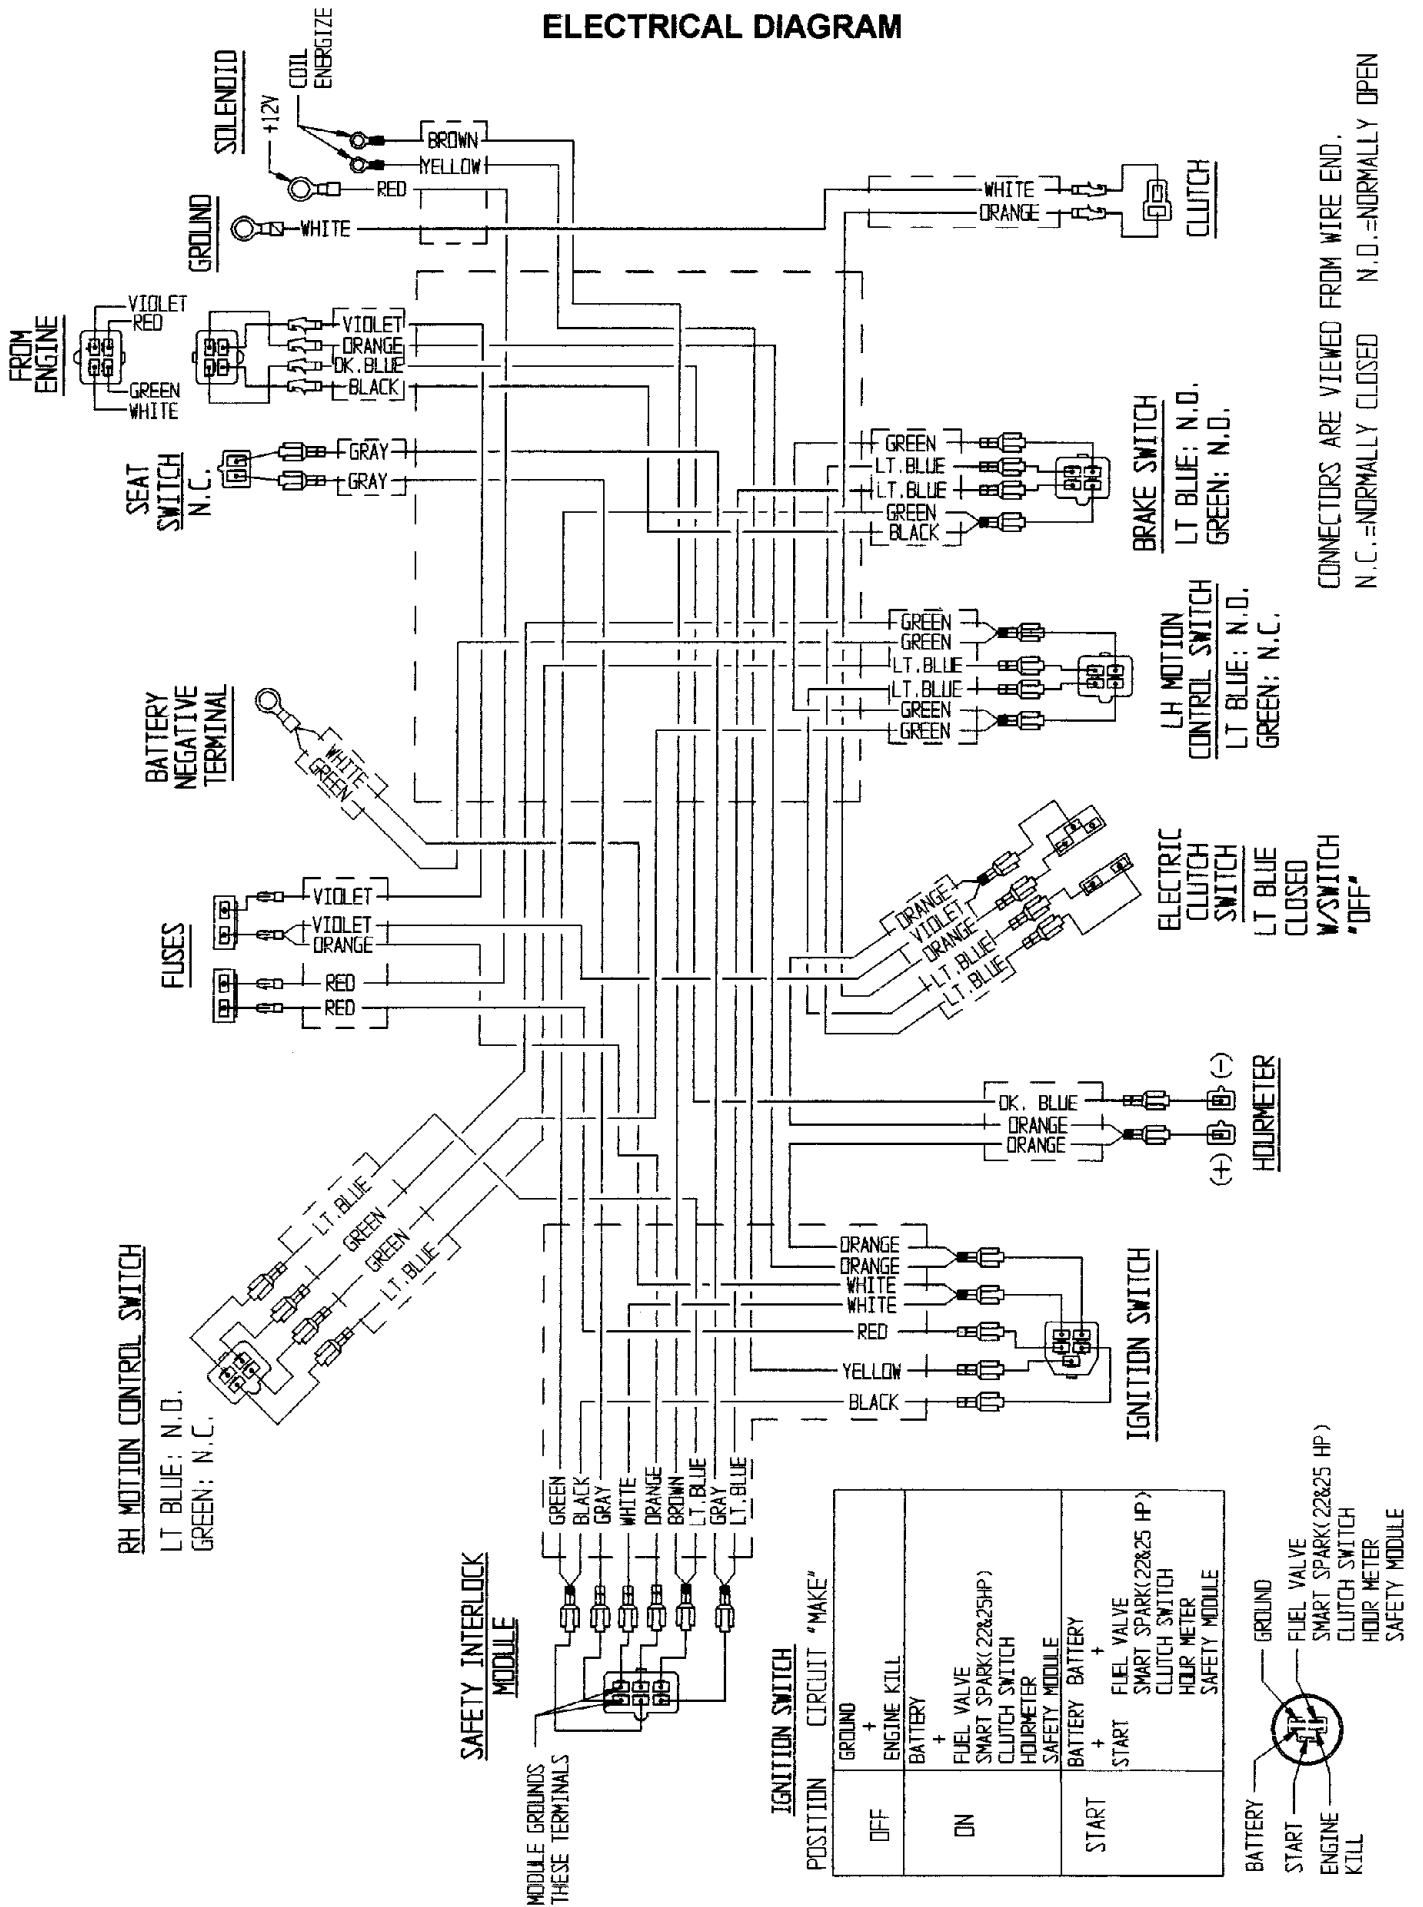 ELECTRICAL DIAGRAM
SOLENOID
+12V
COIL
ENERGIZE
BROWN
YELLOW
RED
GROUND
WHITE
WHITE
ORANGE
CLUTCH
FROM
ENGINE
VIOLET
RED
GREEN
WHITE
VIOLET
ORANGE
DK.BLUE
BLACK
SEAT
SWITCH
N.C.
GRAY
GRAY
GREEN
LT.BLUE
LT.BLUE
GREEN
BLACK
BRAKE SWITCH
LT BLUE: N.O.
GREEN: N.O.
CONNECTORS ARE VIEWED FROM WIRE END.
N.C.=NORMALLY CLOSED N.O.=NORMALLY OPEN
BATTERY
NEGATIVE
TERMINAL
WHITE
GREEN
GREEN
GREEN
LT.BLUE
LT.BLUE
GREEN
GREEN
LH MOTION
CONTROL SWITCH
LT BLUE: N.O.
GREEN: N.C.
FUSES
VIOLET
VIOLET
ORANGE
RED
RED
ORANGE
VIOLET
ORANGE
LT.BLUE
LT.BLUE
ELECTRIC
CLUTCH
SWITCH
LT BLUE
CLOSED
W/SWITCH
"OFF"
DK. BLUE
ORANGE
ORANGE
(-)
(+)
HOURMETER
RH MOTION CONTROL SWITCH
LT BLUE: N.O.
GREEN: N.C.
LT.BLUE
GREEN
GREEN
LT.BLUE
ORANGE
ORANGE
WHITE
WHITE
RED
YELLOW
BLACK
IGNITION SWITCH
GREEN
BLACK
GRAY
WHITE
ORANGE
BROWN
LT.BLUE
GRAY
LT.BLUE
SAFETY INTERLOCK
MODULE
MODULE GROUNDS
THESE TERMINALS
IGNITION SWITCH
POSITION CIRCUIT "MAKE"
OFF
GROUND
+
ENGINE KILL
ON
BATTERY
+
FUEL VALVE
SMART SPARK(22&25HP)
CLUTCH SWITCH
HOURMETER
SAFETY MODULE
START
BATTERY BATTERY
+ +
START FUEL VALVE
SMART SPARK(22&25 HP)
CLUTCH SWITCH
HOUR METER
SAFETY MODULE
BATTERY
START
ENGINE
KILL
GROUND
FUEL VALVE
SMART SPARK(22&25 HP)
CLUTCH SWITCH
HOUR METER
SAFETY MODULE